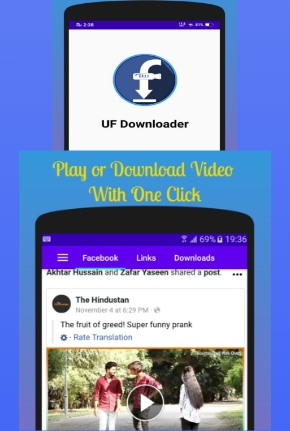 2:38
UF Downloader
Play or Download Video
With One Click
69% 19:36
Facebook Links Downloads
Akhtar Hussain and Zafar Yaseen shared a post.
The Hindustan
November 4 at 6:29 PM
The fruit of greed! Super funny prank
- Rate Translation